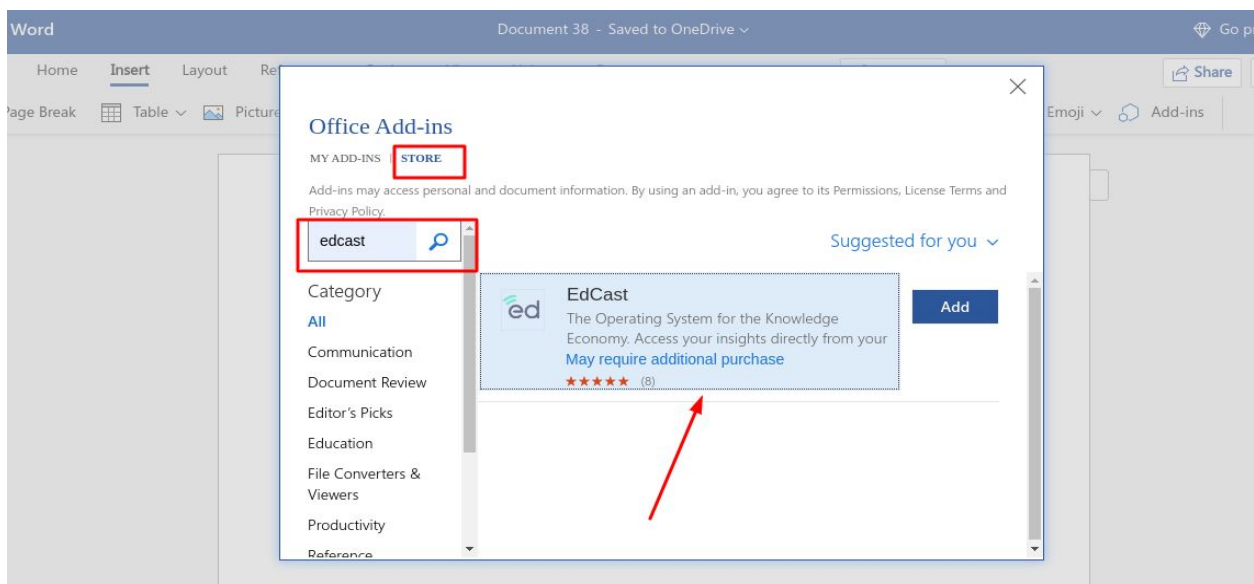 Word
Document 38 - Saved to OneDrive
Go
Home Insert Layout
Share
Page Break Table Picture
Emoji Add-ins
Office Add-ins
MY ADD-INS | STORE
Add-ins may access personal and document information. By using an add-in, you agree to its Permissions, License Terms and
Privacy Policy.
edcast
Suggested for you
Category
All
Communication
Document Review
Editor's Picks
Education
File Converters &
Viewers
Productivity
Reference
ed
EdCast
The Operating System for the Knowledge
Economy. Access your insights directly from your
May require additional purchase
(8)
Add